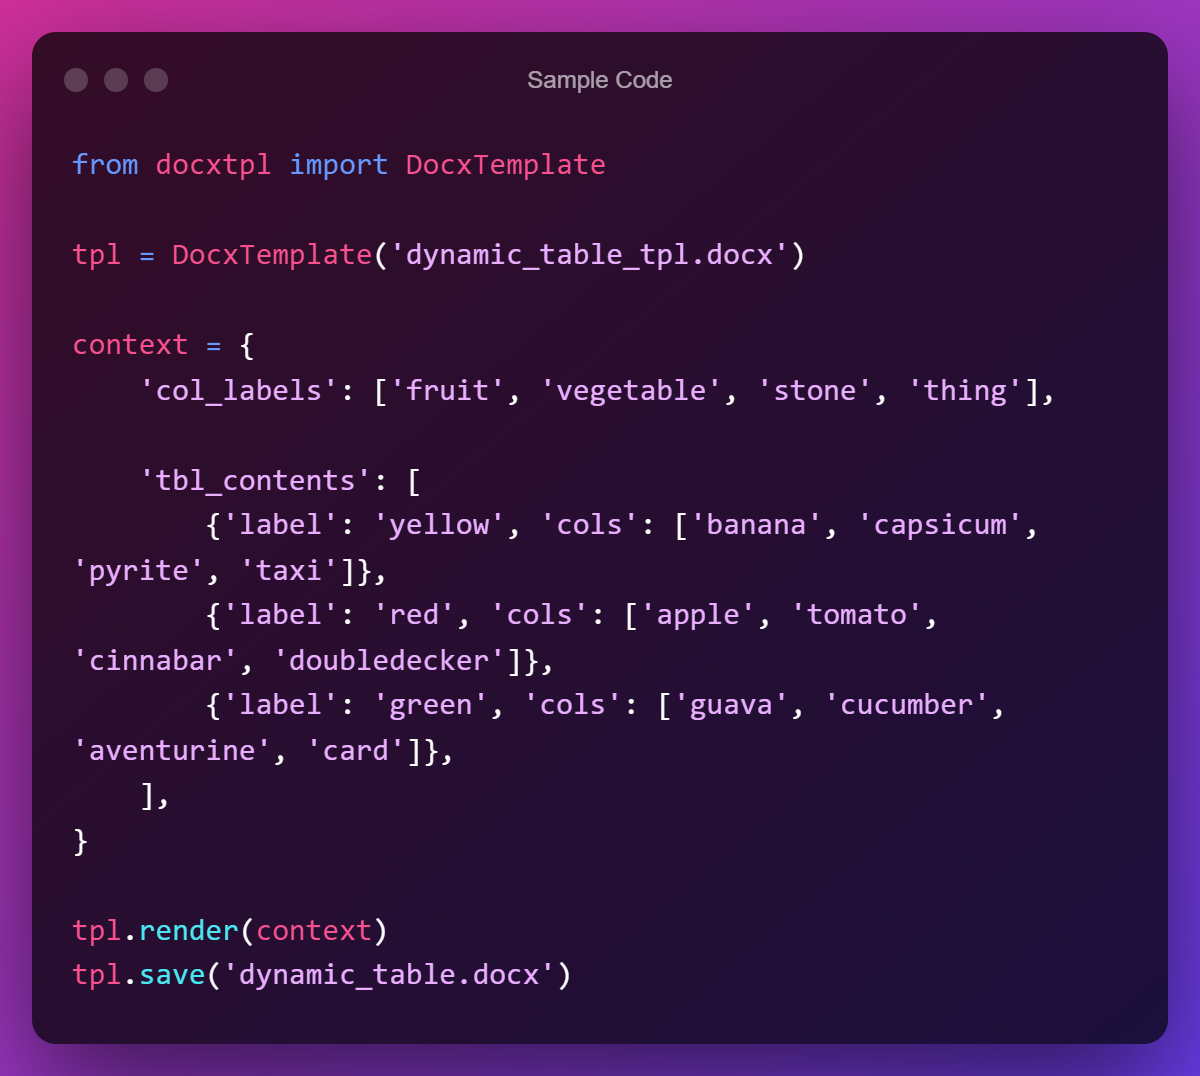 Sample Code
from docxtpl import DocxTemplate
tpl = DocxTemplate('dynamic_table_tpl.docx')
context = {
    'col_labels': ['fruit', 'vegetable', 'stone', 'thing'],
    'tbl_contents': [
        {'label': 'yellow', 'cols': ['banana', 'capsicum',
'pyrite', 'taxi']},
        {'label': 'red', 'cols': ['apple', 'tomato',
'cinnabar', 'doubledecker']},
        {'label': 'green', 'cols': ['guava', 'cucumber',
'aventurine', 'card']},
    ],
}
tpl.render(context)
tpl.save('dynamic_table.docx')